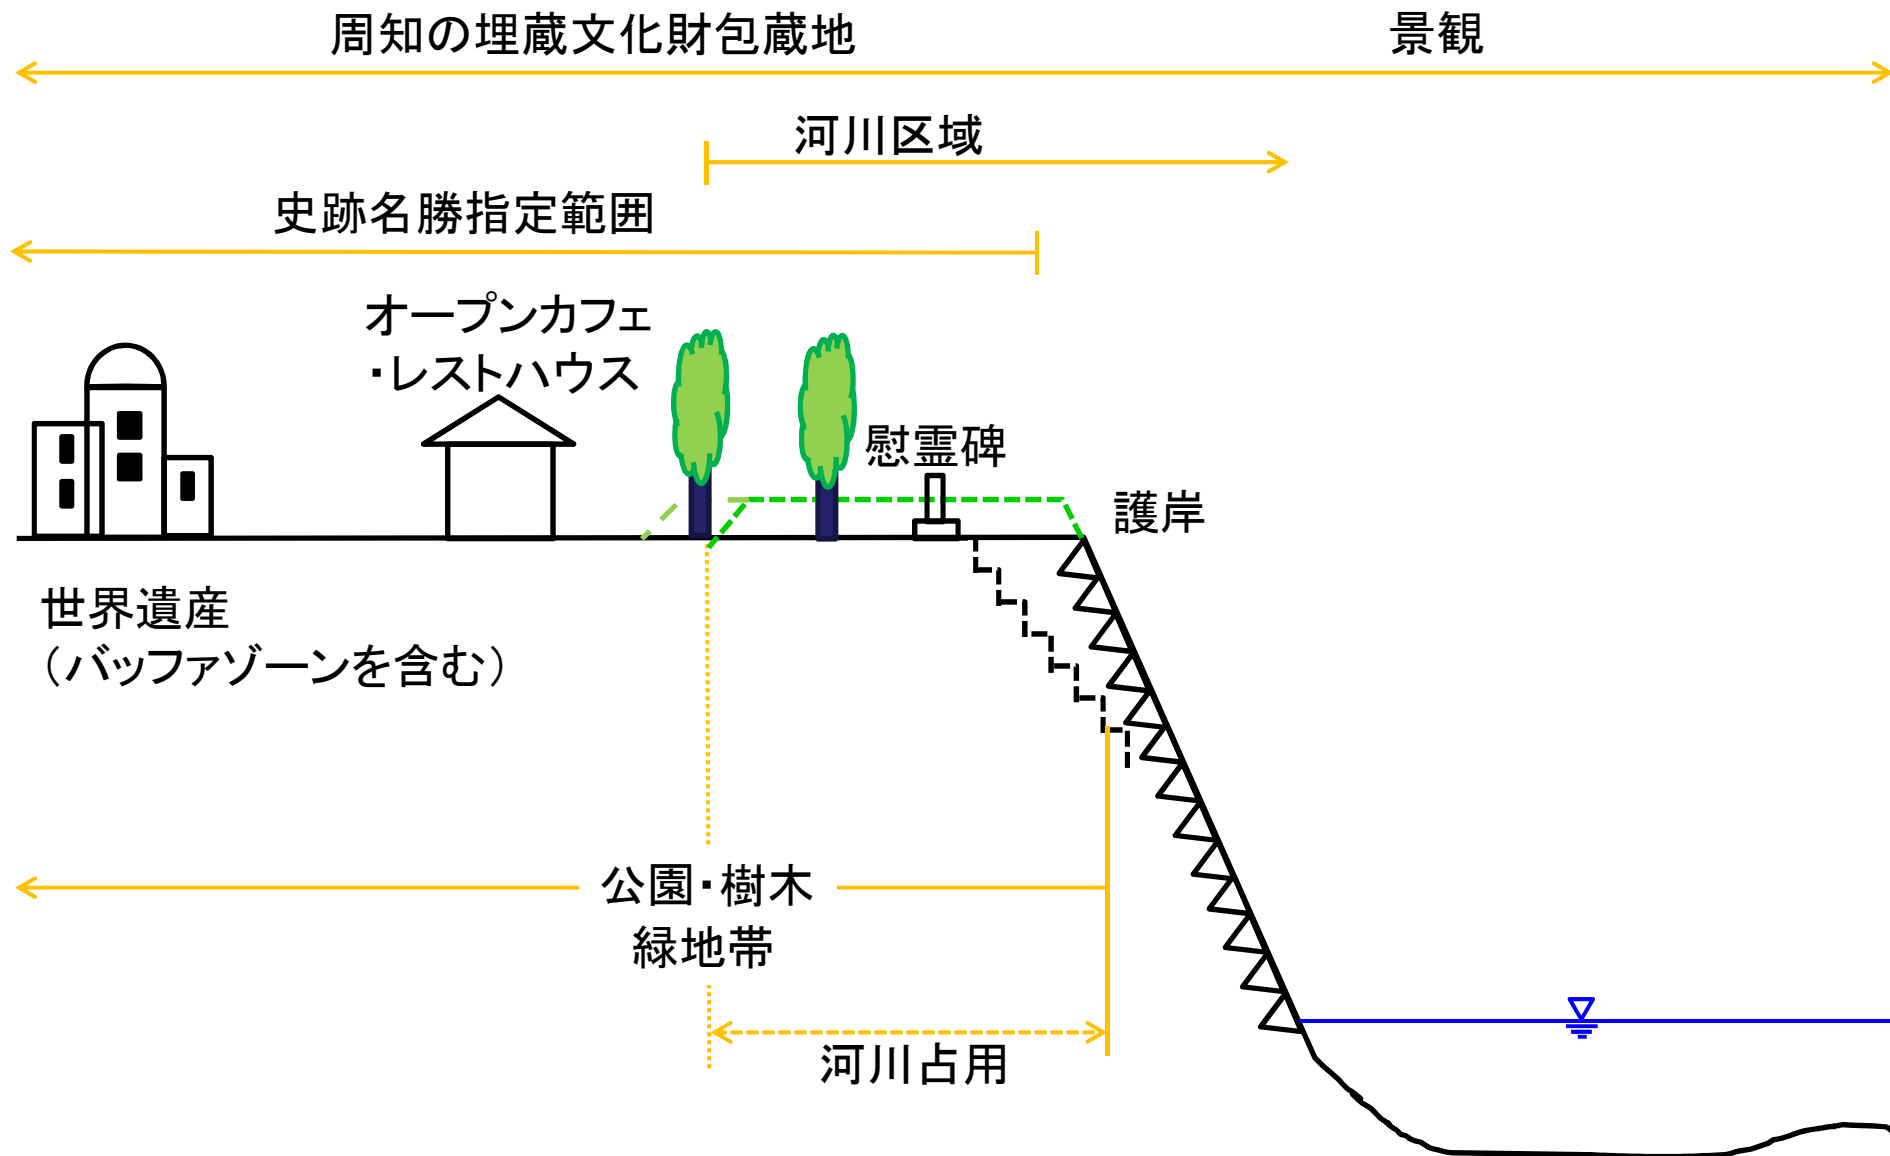 周知の埋蔵文化財包蔵地
景観
河川区域
史跡名勝指定範囲
オープンカフェ
・レストハウス
慰霊碑
護岸
世界遺産
（バッファゾーンを含む）
公園・樹木
緑地帯
河川占用